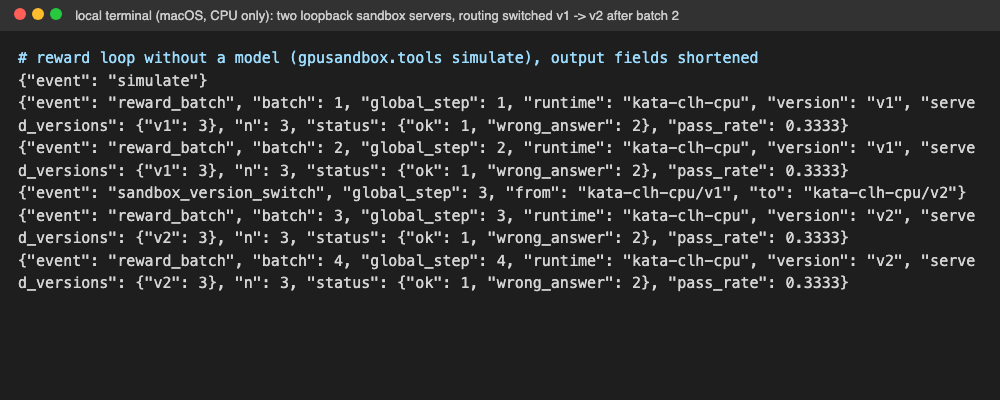 local terminal (macOS, CPU only): two loopback sandbox servers, routing switched v1 -> v2 after batch 2
# reward loop without a model (gpusandbox.tools simulate), output fields shortened
{"event": "simulate"}
{"event": "reward_batch", "batch": 1, "global_step": 1, "runtime": "kata-clh-cpu", "version": "v1", "serve
d_versions": {"v1": 3}, "n": 3, "status": {"ok": 1, "wrong_answer": 2}, "pass_rate": 0.3333}
{"event": "reward_batch", "batch": 2, "global_step": 2, "runtime": "kata-clh-cpu", "version": "v1", "serve
d_versions": {"v1": 3}, "n": 3, "status": {"ok": 1, "wrong_answer": 2}, "pass_rate": 0.3333}
{"event": "sandbox_version_switch", "global_step": 3, "from": "kata-clh-cpu/v1", "to": "kata-clh-cpu/v2"}
{"event": "reward_batch", "batch": 3, "global_step": 3, "runtime": "kata-clh-cpu", "version": "v2", "serve
d_versions": {"v2": 3}, "n": 3, "status": {"ok": 1, "wrong_answer": 2}, "pass_rate": 0.3333}
{"event": "reward_batch", "batch": 4, "global_step": 4, "runtime": "kata-clh-cpu", "version": "v2", "serve
d_versions": {"v2": 3}, "n": 3, "status": {"ok": 1, "wrong_answer": 2}, "pass_rate": 0.3333}